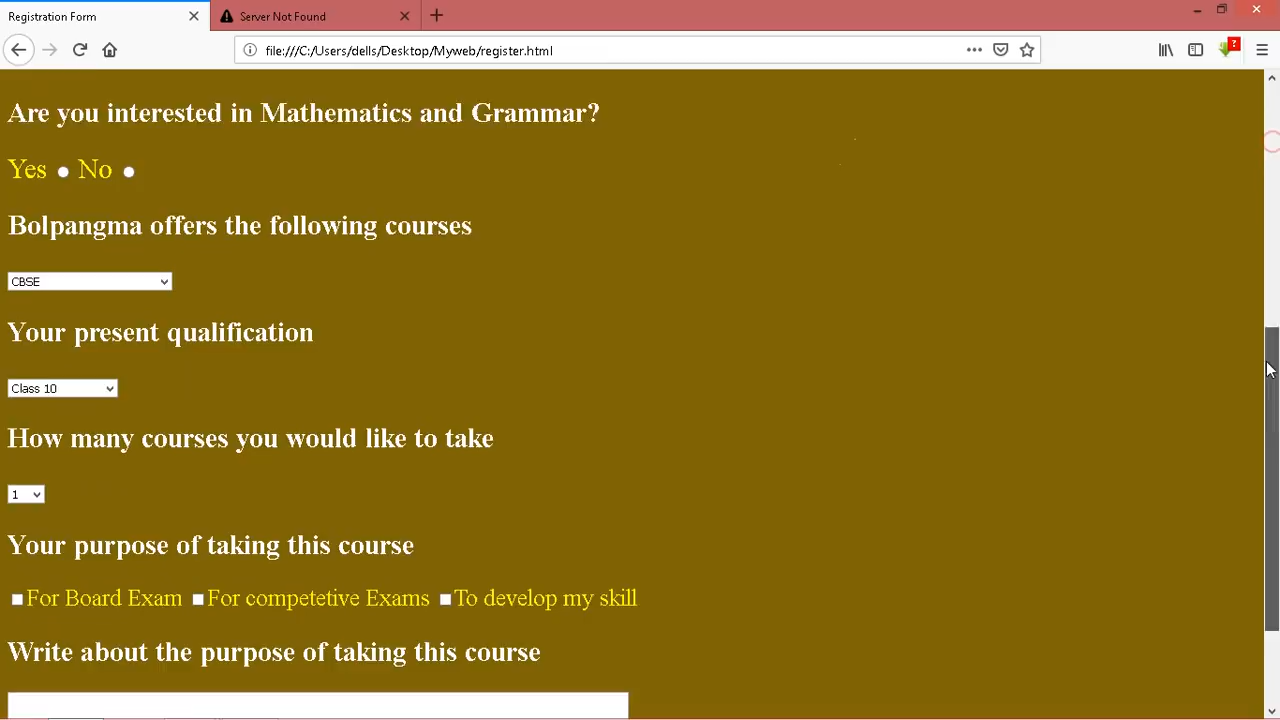 Registration Form
Server Not Found
file:///C:/Users/dells/Desktop/Myweb/register.html
?
Are you interested in Mathematics and Grammar?
Yes No
Bolpangma offers the following courses
CBSE
Your present qualification
Class 10
How many courses you would like to take
1
Your purpose of taking this course
For Board Exam For competetive Exams To develop my skill
Write about the purpose of taking this course